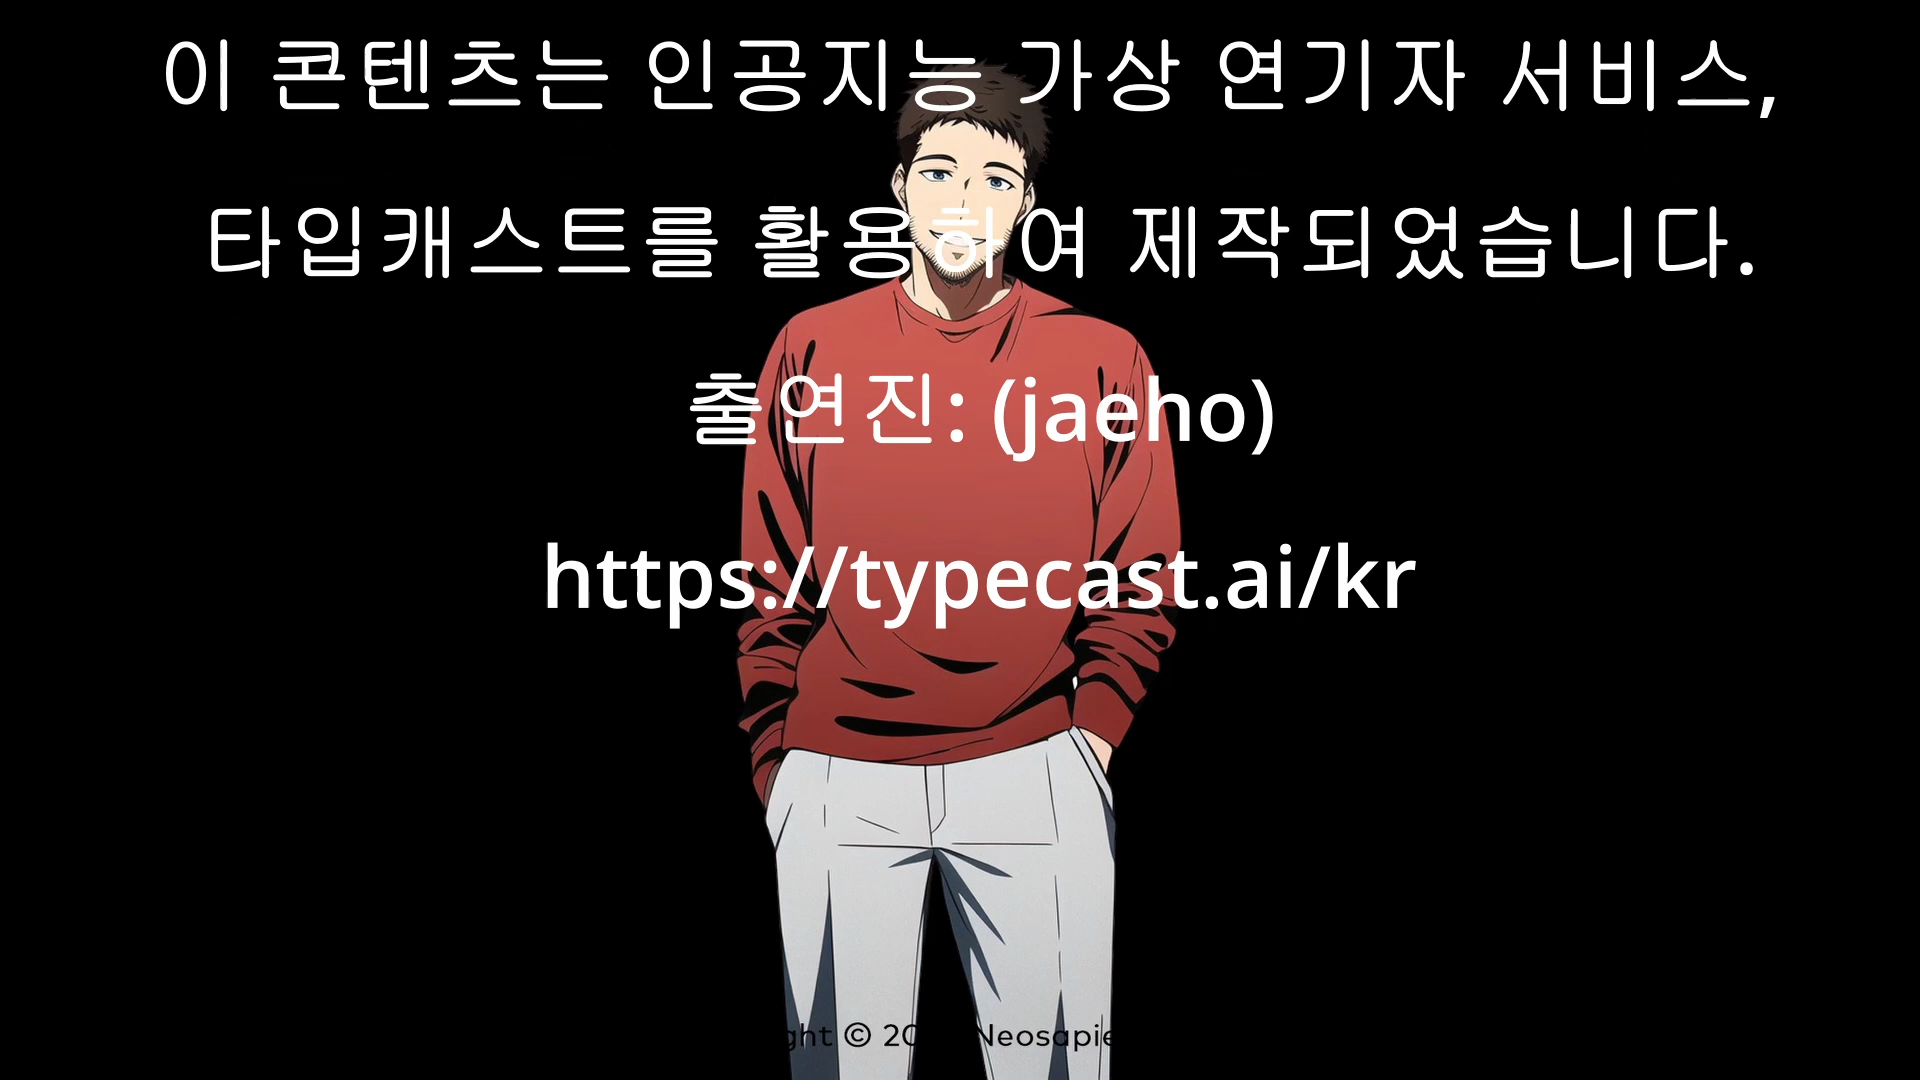 이 콘텐츠는 인공지능 가상 연기자 서비스,
타입캐스트를 활용하여 제작되었습니다.
출연진: (jaeho)
https://typecast.ai/kr
©